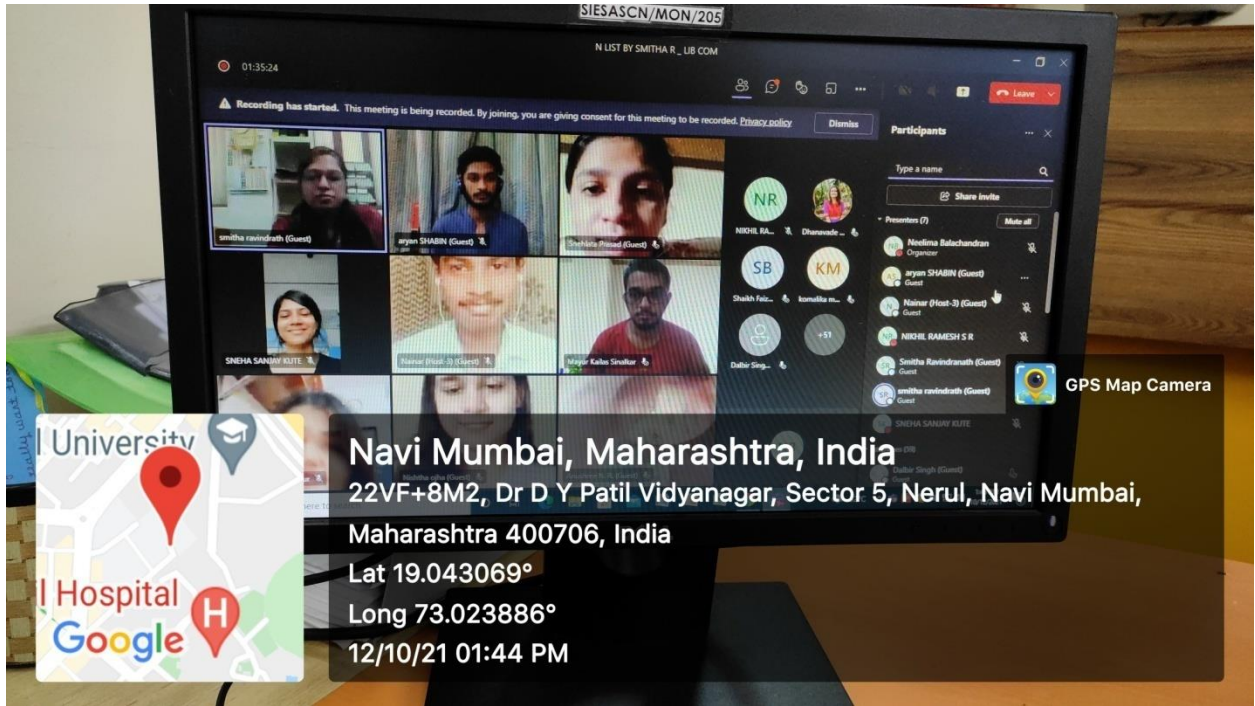 SIESASCN/MON/205
N LIST BY SMITHA R _ LIB COM
01:35:24
Leave
Recording has started. This meeting is being recorded. By joining, you are giving consent for this meeting to be recorded. Privacy policy
Dismiss
Participants
Type a name
Share invite
Presenters (7)
Mute all
Neelima Balachandran
Organizer
aryan SHABIN (Guest)
Guest
Nainar (Host-3) (Guest)
Guest
NIKHIL RAMESH S R
Smitha Ravindranath (Guest)
Guest
smitha ravindrath (Guest)
Guest
SNEHA SANJAY KUTE
Dalbir Singh (Guest)
Guest
smitha ravindrath (Guest)
aryan SHABIN (Guest)
Snehlata Prasad (Guest)
NR
NIKHIL RA...
Dhanavade ...
SB
KM
Shaikh Faiz...
komalika m...
SNEHA SANJAY KUTE
Nainar (Host-3) (Guest)
Mayur Kailas Sinalkar
Dalbir Sing...
+51
GPS Map Camera
University
Hospital
H
Google
Navi Mumbai, Maharashtra, India
22VF+8M2, Dr D Y Patil Vidyanagar, Sector 5, Nerul, Navi Mumbai,
Maharashtra 400706, India
Lat 19.043069°
Long 73.023886°
12/10/21 01:44 PM